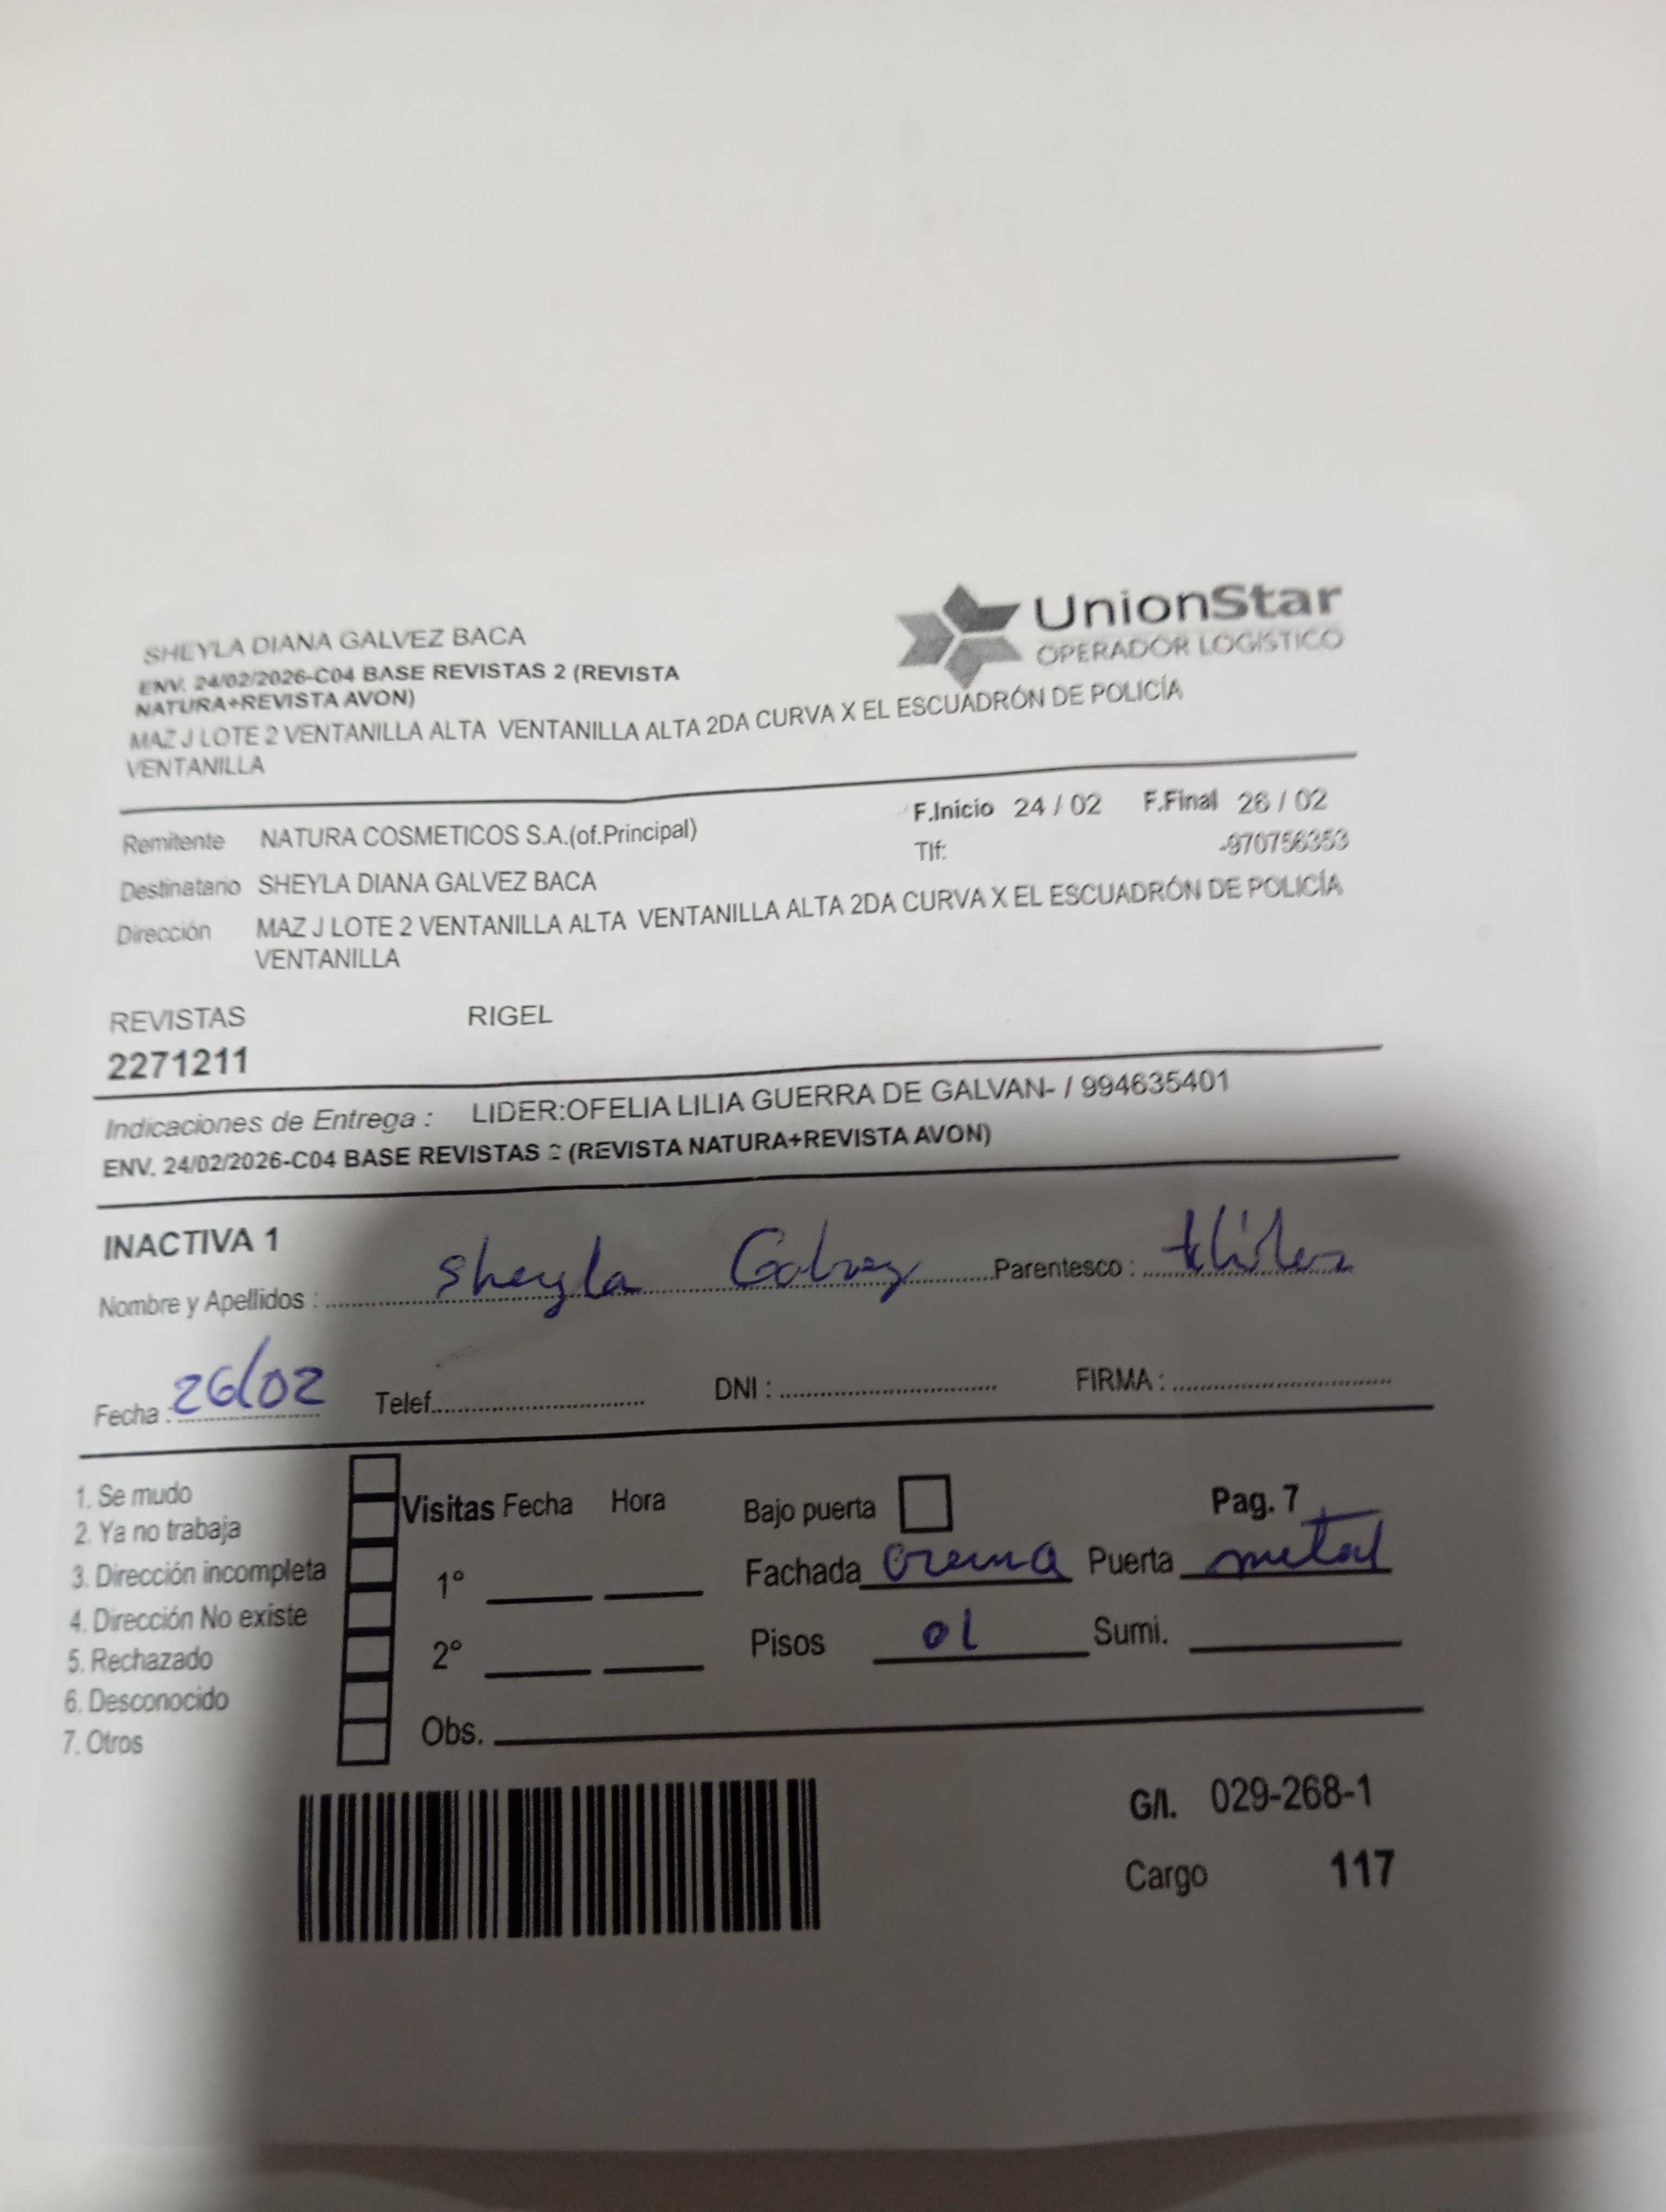 UnionStar
OPERADOR LOGÍSTICO
SHEYLA DIANA GALVEZ BACA
ENV. 24/02/2026-C04 BASE REVISTAS 2 (REVISTA
NATURA+REVISTA AVON)
MAZ J LOTE 2 VENTANILLA ALTA VENTANILLA ALTA 2DA CURVA X EL ESCUADRÓN DE POLICÍA
VENTANILLA
F.Inicio 24 / 02 F.Final 26 / 02
Remitente NATURA COSMETICOS S.A.(of.Principal)
Tlf: -970756353
Destinatario SHEYLA DIANA GALVEZ BACA
Dirección MAZ J LOTE 2 VENTANILLA ALTA VENTANILLA ALTA 2DA CURVA X EL ESCUADRÓN DE POLICÍA
VENTANILLA
REVISTAS RIGEL
2271211
Indicaciones de Entrega : LIDER:OFELIA LILIA GUERRA DE GALVAN- / 994635401
ENV. 24/02/2026-C04 BASE REVISTAS 2 (REVISTA NATURA+REVISTA AVON)
INACTIVA 1
Nombre y Apellidos : Sheyla Galvez Parentesco :
Fecha : 26/02 Telef. DNI : FIRMA :
1. Se mudo
2. Ya no trabaja
3. Dirección incompleta
4. Dirección No existe
5. Rechazado
6. Desconocido
7. Otros
Visitas Fecha Hora
1°
2°
Obs.
Bajo puerta Pag. 7
Fachada Crema Puerta metal
Pisos 01 Sumi.
G/I. 029-268-1
Cargo 117